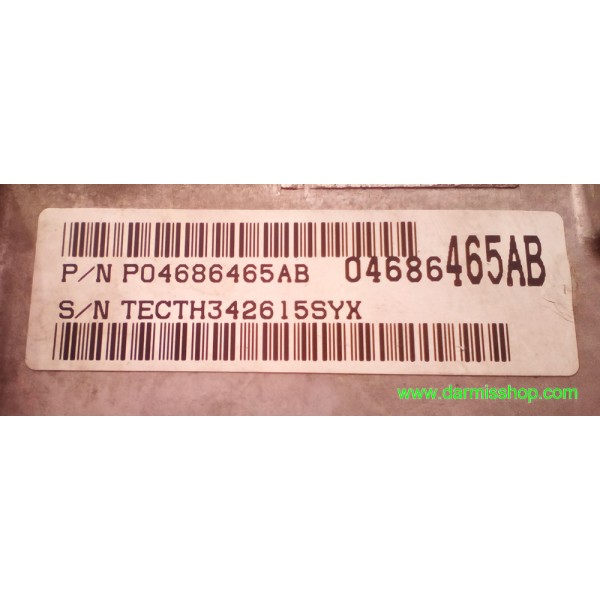 P/N P04686465AB 04686465AB
S/N TECTH342615SYX
www.darmisshop.com